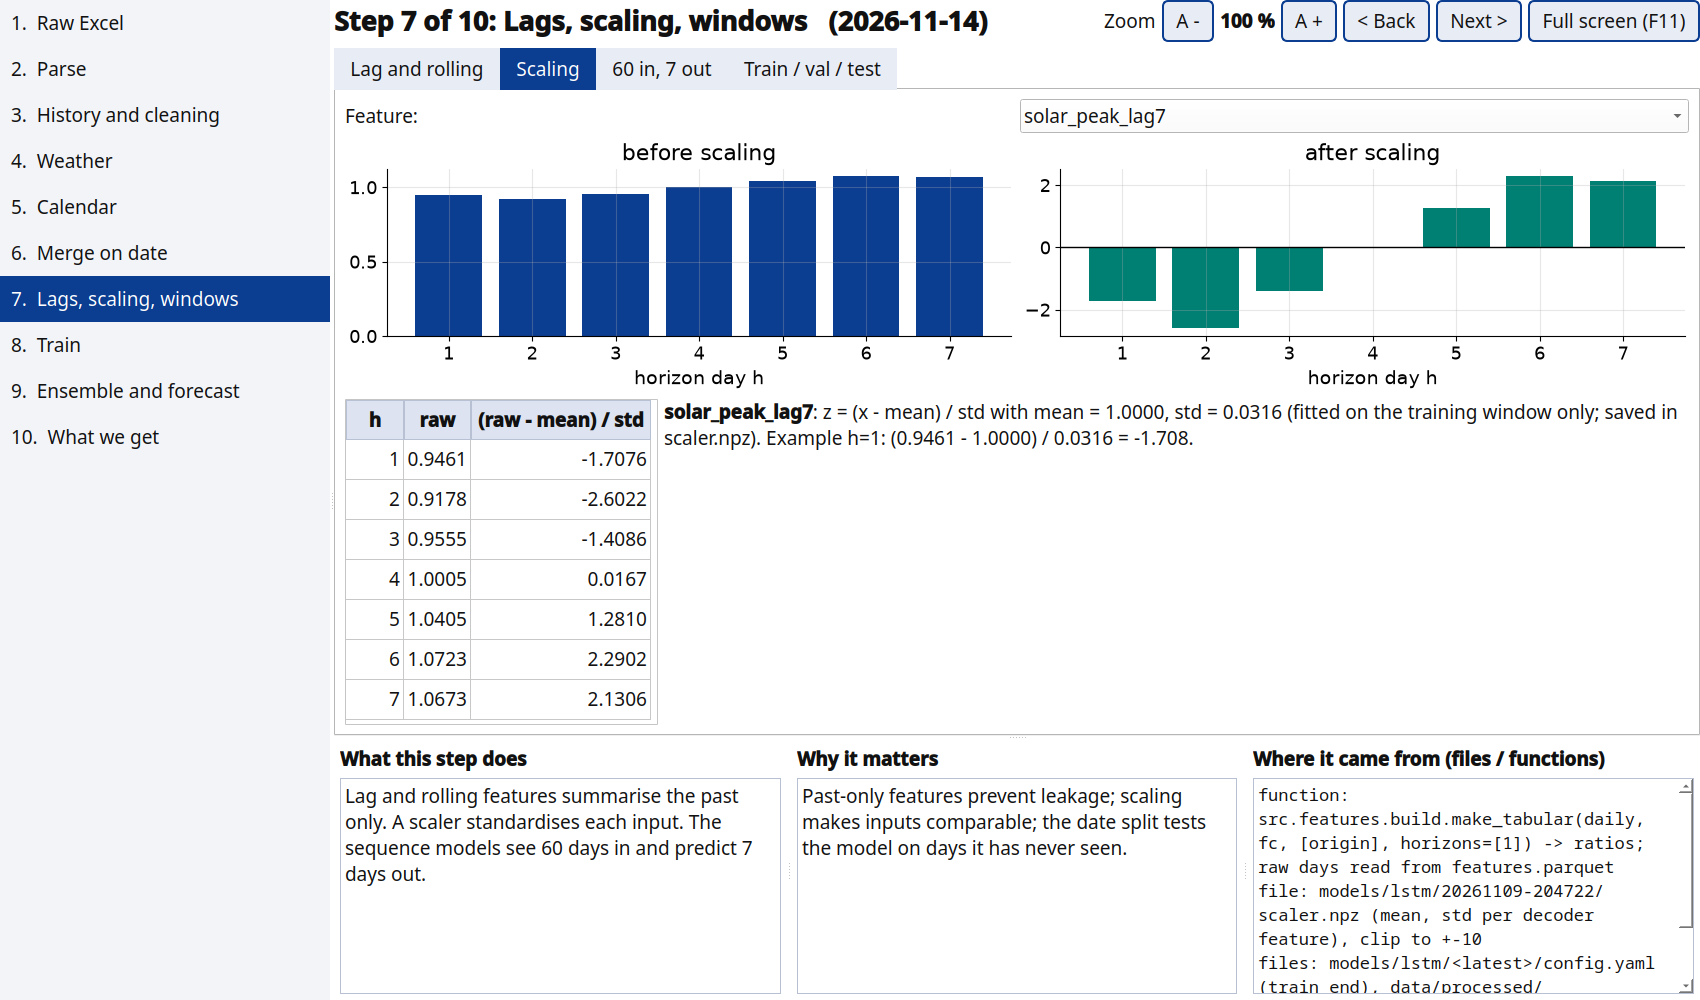 1. Raw Excel
2. Parse
3. History and cleaning
4. Weather
5. Calendar
6. Merge on date
7. Lags, scaling, windows
8. Train
9. Ensemble and forecast
10. What we get
Step 7 of 10: Lags, scaling, windows (2026-11-14)
Zoom A - 100 % A + < Back Next > Full screen (F11)
Lag and rolling Scaling 60 in, 7 out Train / val / test
Feature: solar_peak_lag7
before scaling
1.0
0.5
0.0
1 2 3 4 5 6 7
horizon day h
after scaling
2
0
−2
1 2 3 4 5 6 7
horizon day h
h raw (raw - mean) / std
1 0.9461 -1.7076
2 0.9178 -2.6022
3 0.9555 -1.4086
4 1.0005 0.0167
5 1.0405 1.2810
6 1.0723 2.2902
7 1.0673 2.1306
solar_peak_lag7: z = (x - mean) / std with mean = 1.0000, std = 0.0316 (fitted on the training window only; saved in
scaler.npz). Example h=1: (0.9461 - 1.0000) / 0.0316 = -1.708.
What this step does
Lag and rolling features summarise the past
only. A scaler standardises each input. The
sequence models see 60 days in and predict 7
days out.
Why it matters
Past-only features prevent leakage; scaling
makes inputs comparable; the date split tests
the model on days it has never seen.
Where it came from (files / functions)
function:
src.features.build.make_tabular(daily,
fc, [origin], horizons=[1]) -> ratios;
raw days read from features.parquet
file: models/lstm/20261109-204722/
scaler.npz (mean, std per decoder
feature), clip to +-10
files: models/lstm/<latest>/config.yaml
(train end), data/processed/